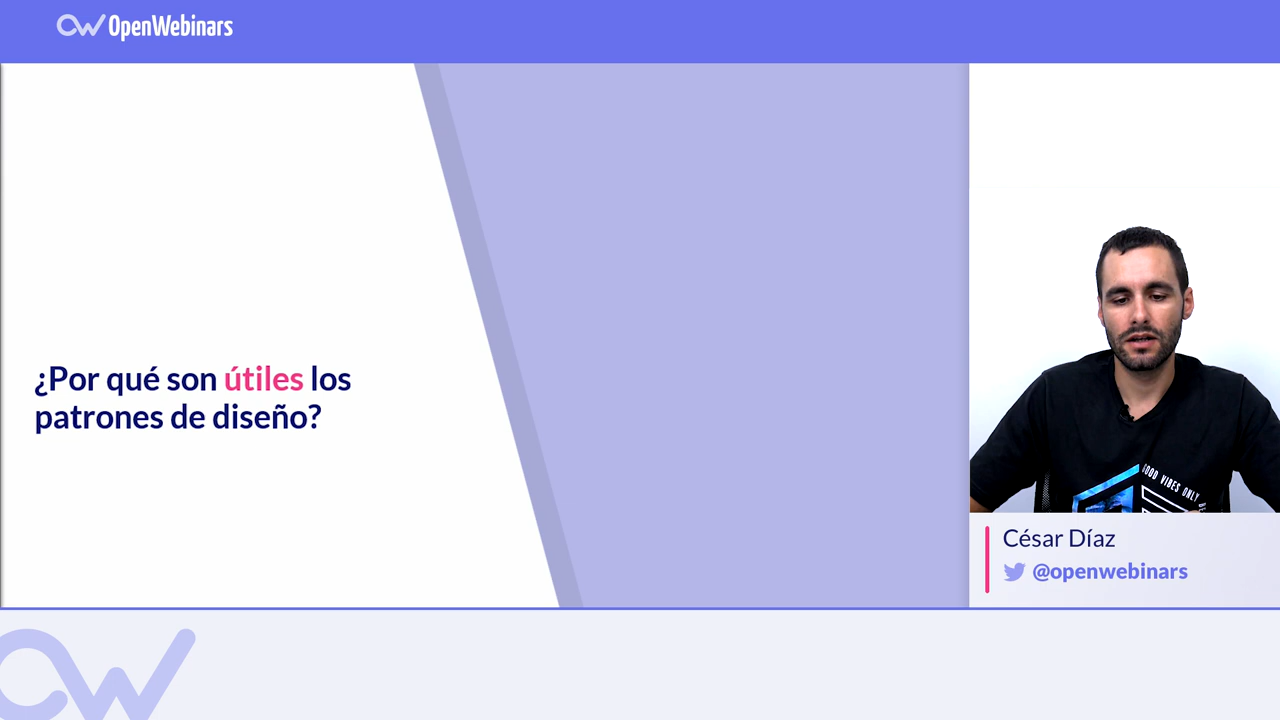 OpenWebinars
¿Por qué son útiles los
patrones de diseño?
GOOD VIBES ONLY
César Díaz
@openwebinars